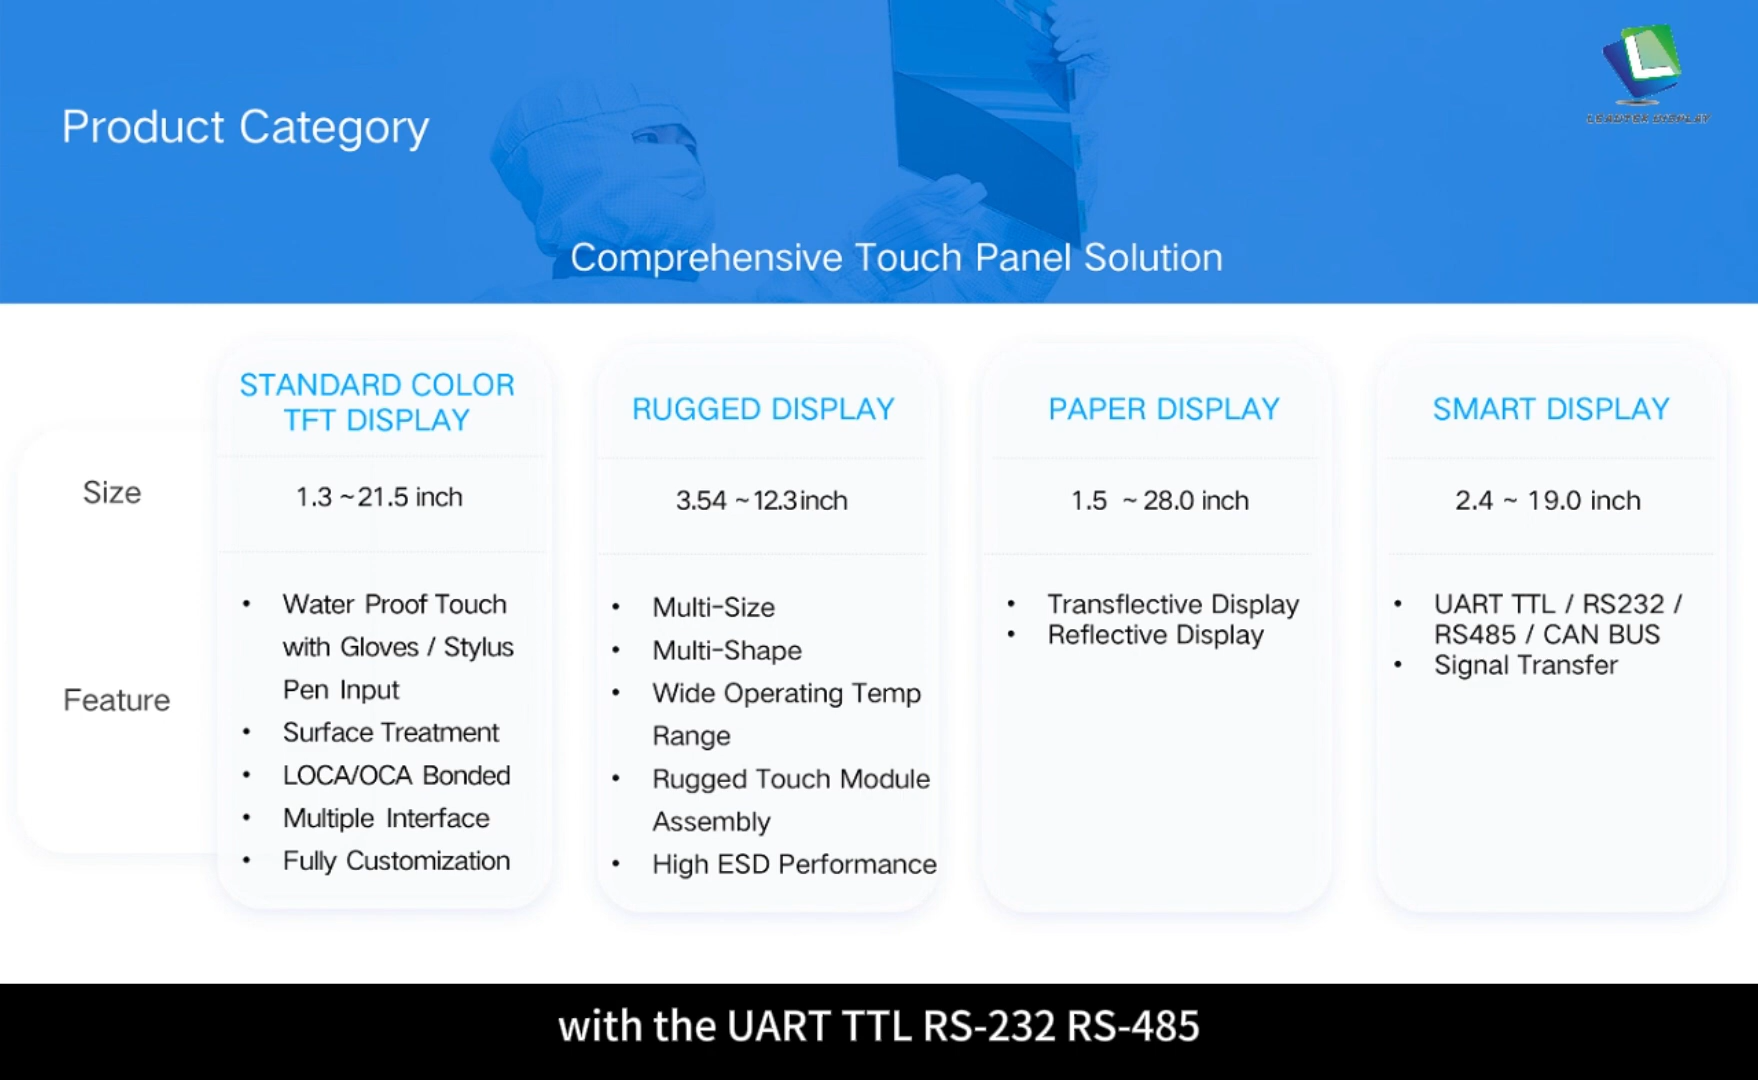 Product Category
Comprehensive Touch Panel Solution
STANDARD COLOR
TFT DISPLAY
RUGGED DISPLAY
PAPER DISPLAY
SMART DISPLAY
Size
1.3 ~21.5 inch
3.54 ~12.3inch
1.5 ~28.0 inch
2.4 ~ 19.0 inch
Feature
• Water Proof Touch
with Gloves / Stylus
Pen Input
• Surface Treatment
• LOCA/OCA Bonded
• Multiple Interface
• Fully Customization
• Multi-Size
• Multi-Shape
• Wide Operating Temp
Range
• Rugged Touch Module
Assembly
• High ESD Performance
• Transflective Display
• Reflective Display
• UART TTL / RS232 /
RS485 / CAN BUS
• Signal Transfer
with the UART TTL RS-232 RS-485